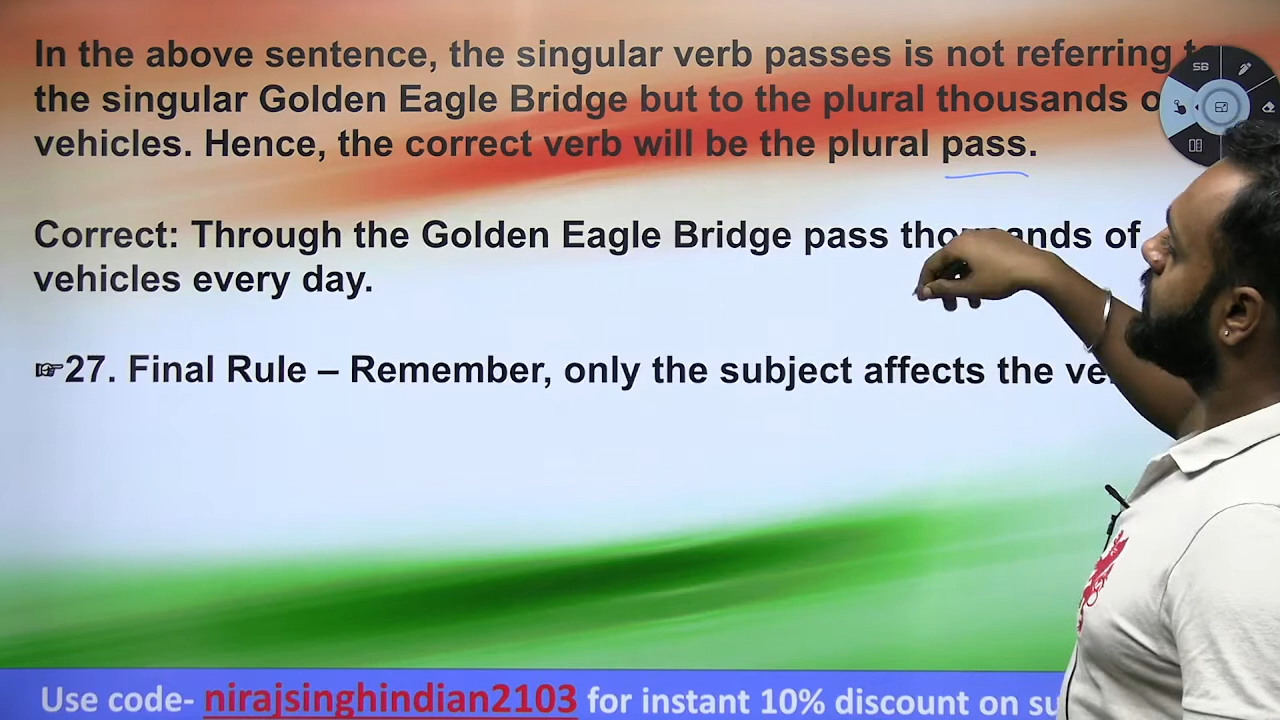 In the above sentence, the singular verb passes is not referring
the singular Golden Eagle Bridge but to the plural thousands
vehicles. Hence, the correct verb will be the plural pass.
Correct: Through the Golden Eagle Bridge pass thousands of
vehicles every day.
☞27. Final Rule – Remember, only the subject affects the
Use code- nirajsinghindian2103 for instant 10% discount on
SB